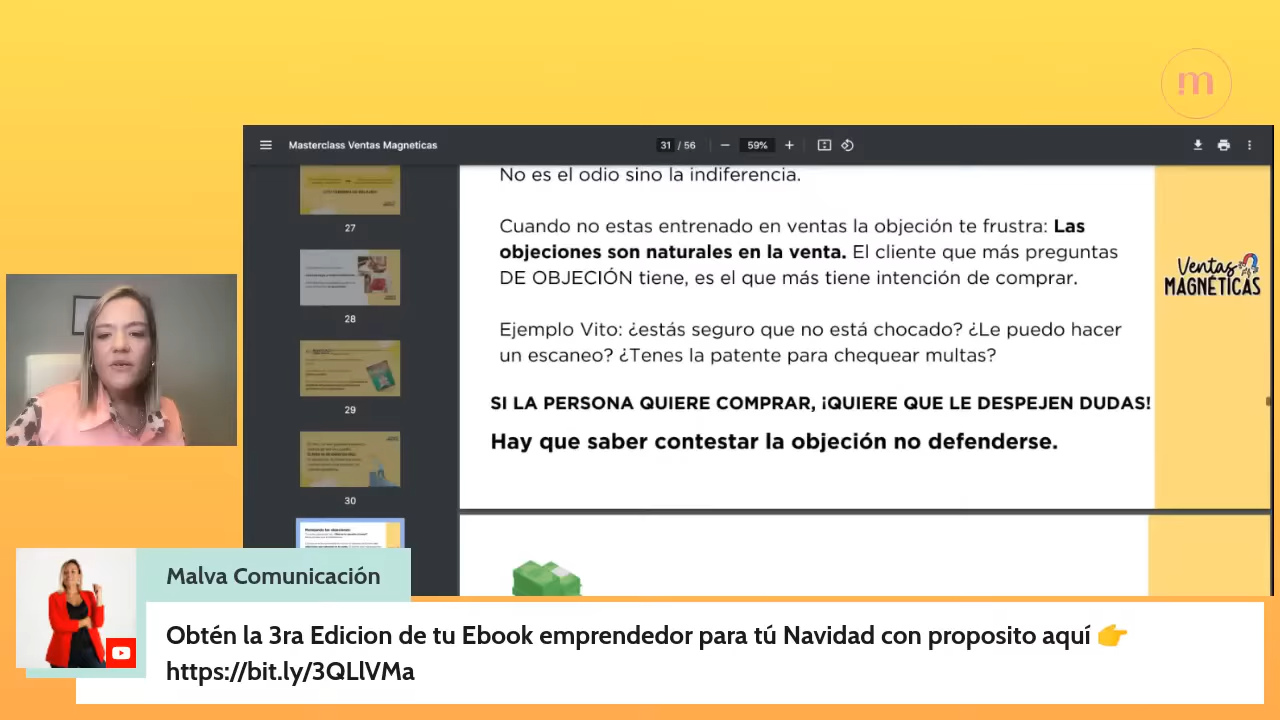 m
Masterclass Ventas Magneticas
31 / 56
59%
No es el odio sino la indiferencia.
Cuando no estas entrenado en ventas la objeción te frustra: Las
objeciones son naturales en la venta. El cliente que más preguntas
DE OBJECIÓN tiene, es el que más tiene intención de comprar.
Ejemplo Vito: ¿estás seguro que no está chocado? ¿Le puedo hacer
un escaneo? ¿Tenes la patente para chequear multas?
SI LA PERSONA QUIERE COMPRAR, ¡QUIERE QUE LE DESPEJEN DUDAS!
Hay que saber contestar la objeción no defenderse.
Ventas
MAGNÉTICAS
27
28
29
30
Malva Comunicación
Obtén la 3ra Edicion de tu Ebook emprendedor para tú Navidad con proposito aquí 👉
https://bit.ly/3QLlVMa